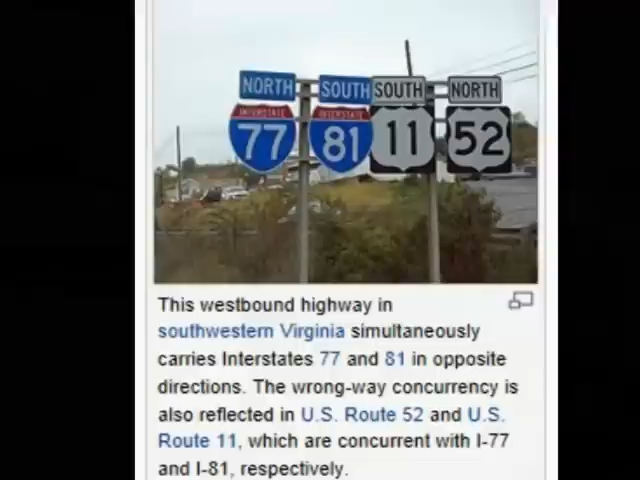 NORTH SOUTH SOUTH NORTH
INTERSTATE INTERSTATE
77 81 11 52
This westbound highway in
southwestern Virginia simultaneously
carries Interstates 77 and 81 in opposite
directions. The wrong-way concurrency is
also reflected in U.S. Route 52 and U.S.
Route 11, which are concurrent with I-77
and I-81, respectively.